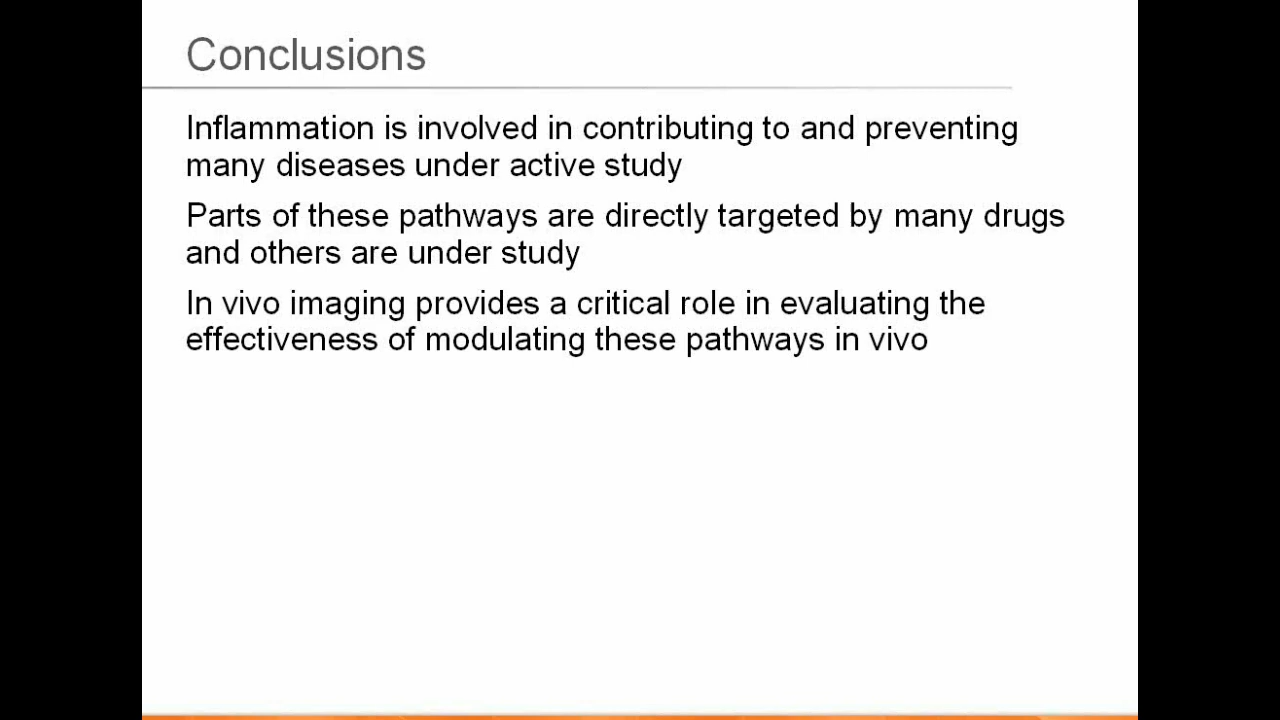 Conclusions
Inflammation is involved in contributing to and preventing
many diseases under active study
Parts of these pathways are directly targeted by many drugs
and others are under study
In vivo imaging provides a critical role in evaluating the
effectiveness of modulating these pathways in vivo